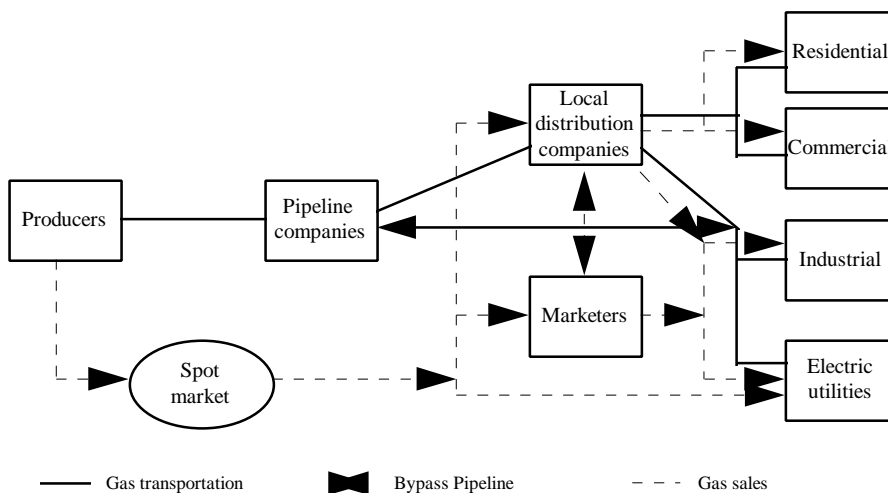 Residential
Local
distribution
companies
Commercial
Producers
Pipeline
companies
Industrial
Marketers
Spot
market
Electric
utilities
Gas transportation
Bypass Pipeline
Gas sales